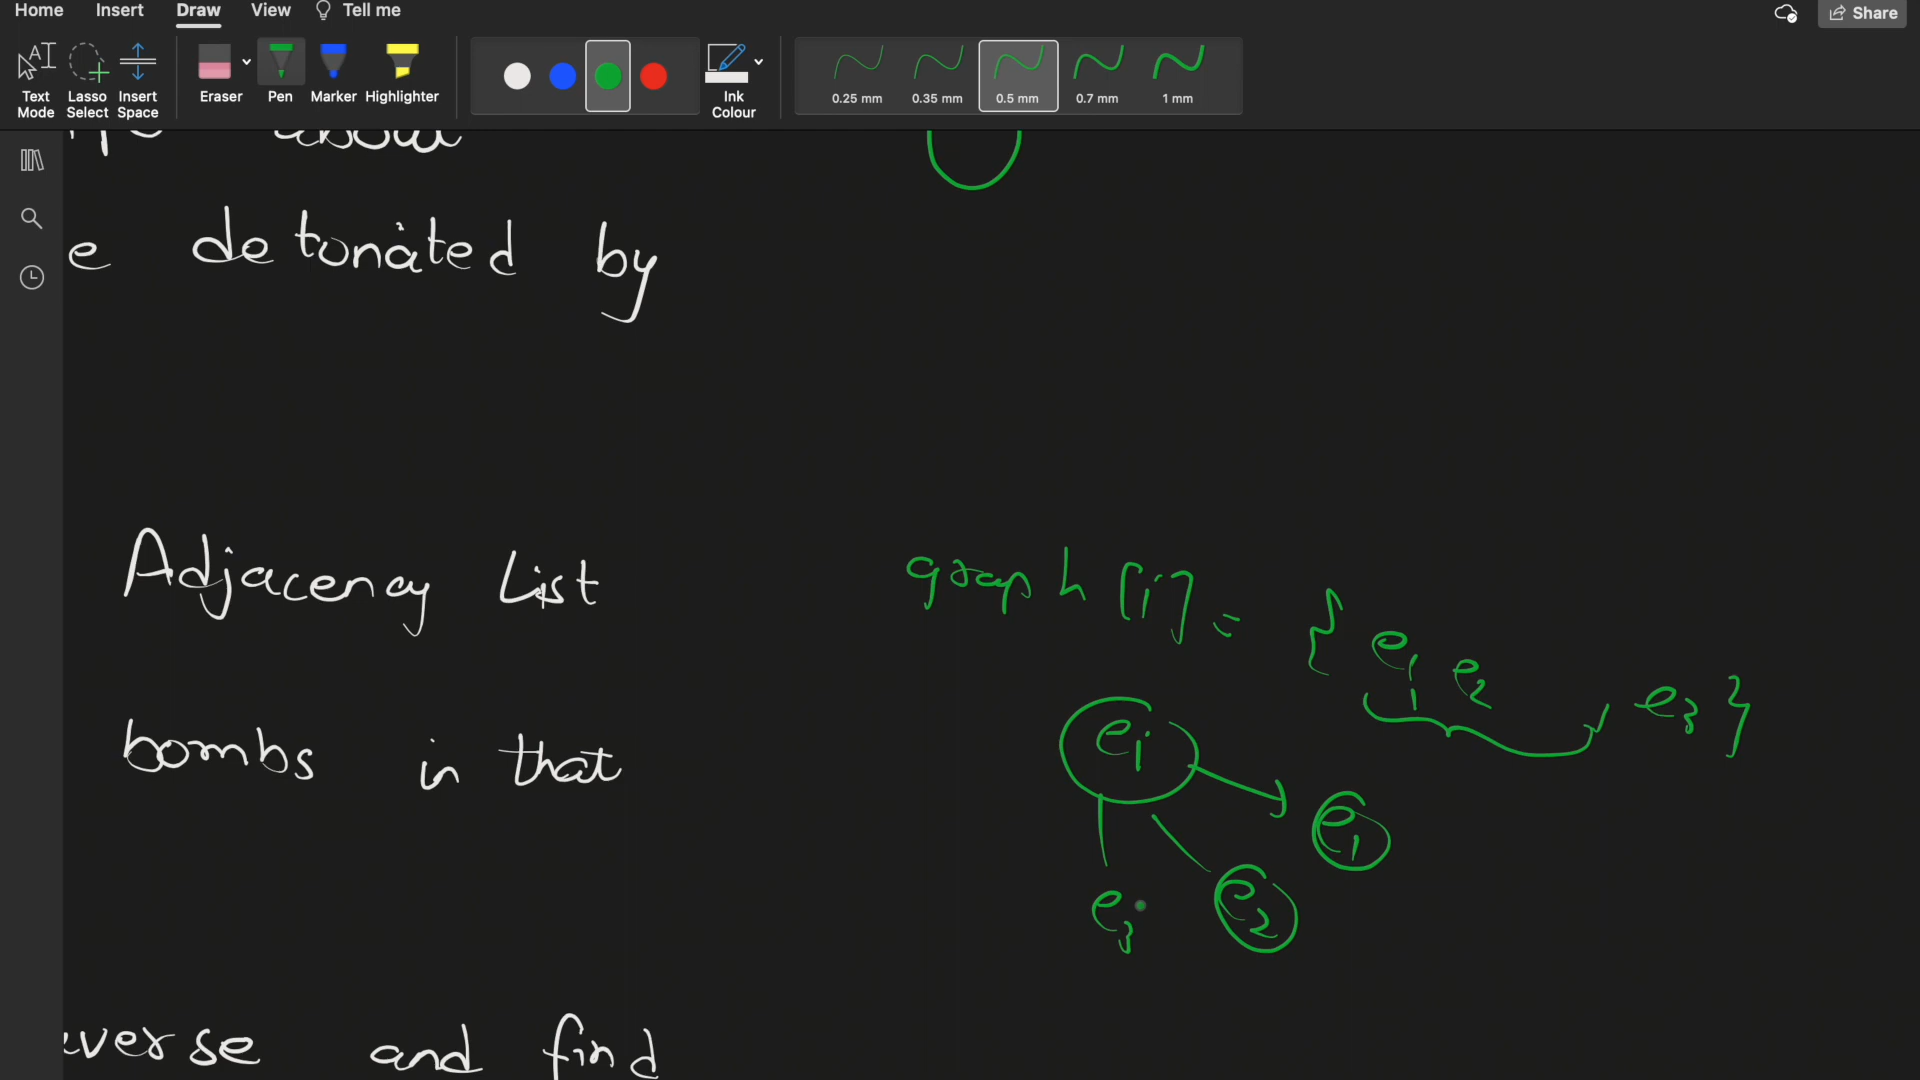 Home Insert Draw View Tell me Share
Text Mode
Lasso Select
Insert Space
Eraser
Pen
Marker
Highlighter
Ink Colour
0.25 mm
0.35 mm
0.5 mm
0.7 mm
1 mm
e detonated by
Adjacency List
bombs in that
verse and find
graph [i] = { e1 e2 e3 }
ei
e1
e2
e3